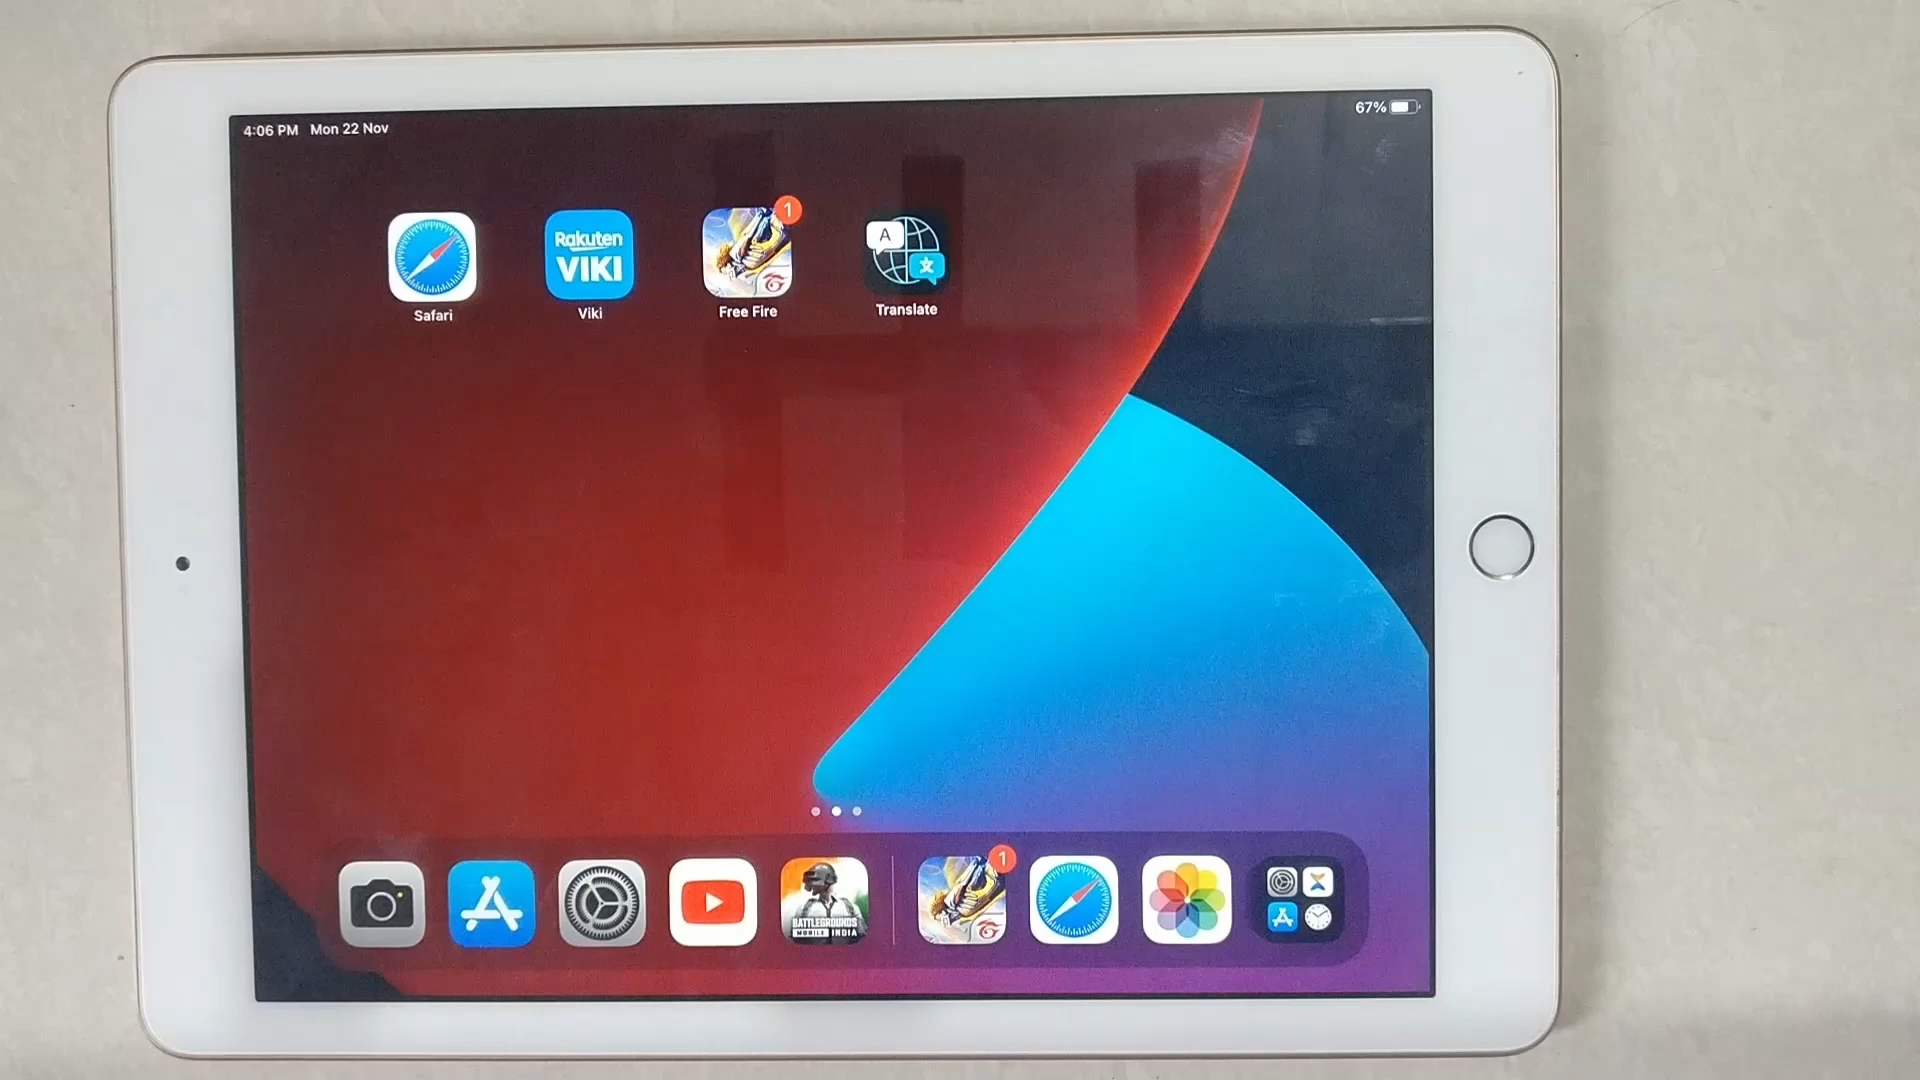 4:06 PM Mon 22 Nov
67%
Rakuten
VIKI
1
A
文
Safari
Viki
Free Fire
Translate
BATTLEGROUNDS
MOBILE INDIA
1